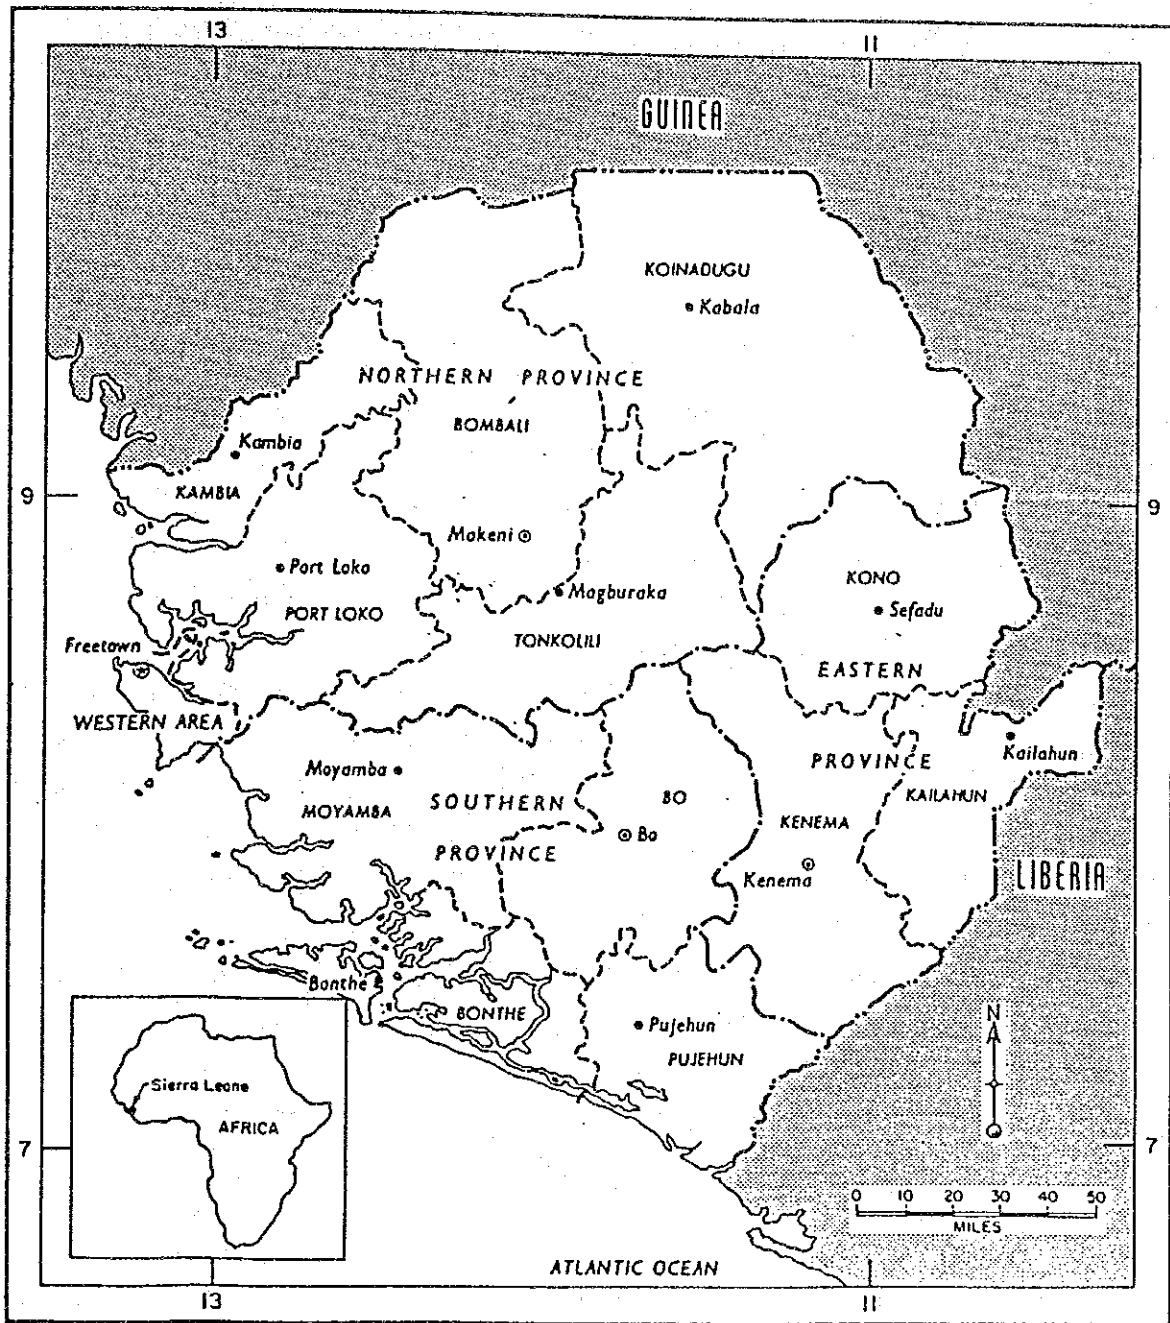 13
11
GUINEA
KOINADUGU
Kabala
NORTHERN PROVINCE
BOMBALI
Kambia
KAMBIA
9
9
Makeni
Port Loko
Magburaka
KONO
Sefadu
PORT LOKO
TONKOLILI
Freetown
EASTERN
WESTERN AREA
Kailahun
Moyamba
PROVINCE
MOYAMBA
SOUTHERN
BO
KAILAHUN
KENEMA
Bo
PROVINCE
Kenema
LIBERIA
Bonthe
BONTHE
N
Pujehun
PUJEHUN
Sierra Leone
AFRICA
7
7
0 10 20 30 40 50
MILES
ATLANTIC OCEAN
13
11